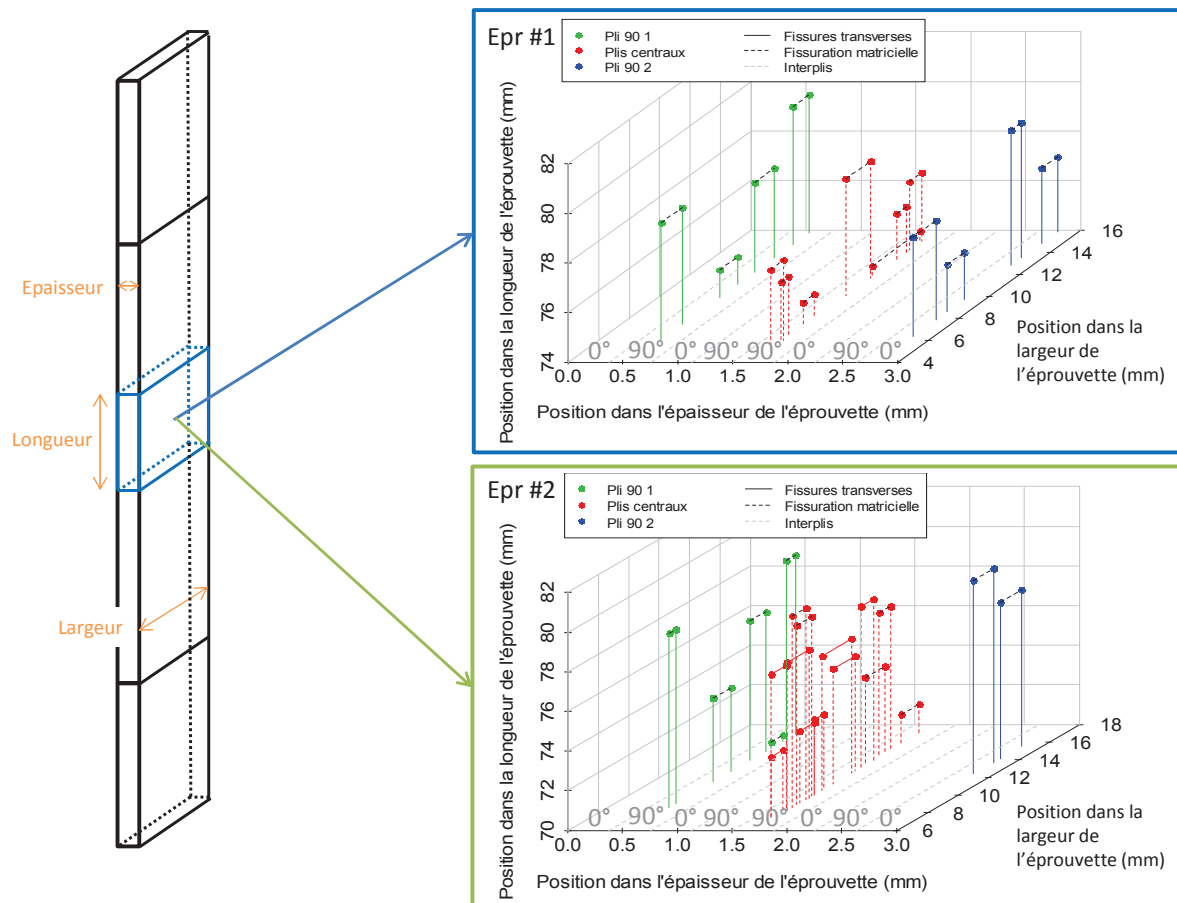 Epaisseur
Longueur
Largeur
Epr #1
Pli 90 1
Plis centraux
Pli 90 2
Fissures transverses
Fissuration matricielle
Interplis
Position dans la longueur de l'éprouvette (mm)
82
80
78
76
74
0° 90° 0° 90° 90° 0° 90° 0°
0.0 0.5 1.0 1.5 2.0 2.5 3.0
4 6 8 10 12 14 16
Position dans l'épaisseur de l'éprouvette (mm)
Position dans la
largeur de
l'éprouvette (mm)
Epr #2
Pli 90 1
Plis centraux
Pli 90 2
Fissures transverses
Fissuration matricielle
Interplis
Position dans la longueur de l'éprouvette (mm)
82
80
78
76
74
72
70
0° 90° 0° 90° 90° 0° 90° 0°
0.0 0.5 1.0 1.5 2.0 2.5 3.0
6 8 10 12 14 16 18
Position dans l'épaisseur de l'éprouvette (mm)
Position dans la
largeur de
l'éprouvette (mm)